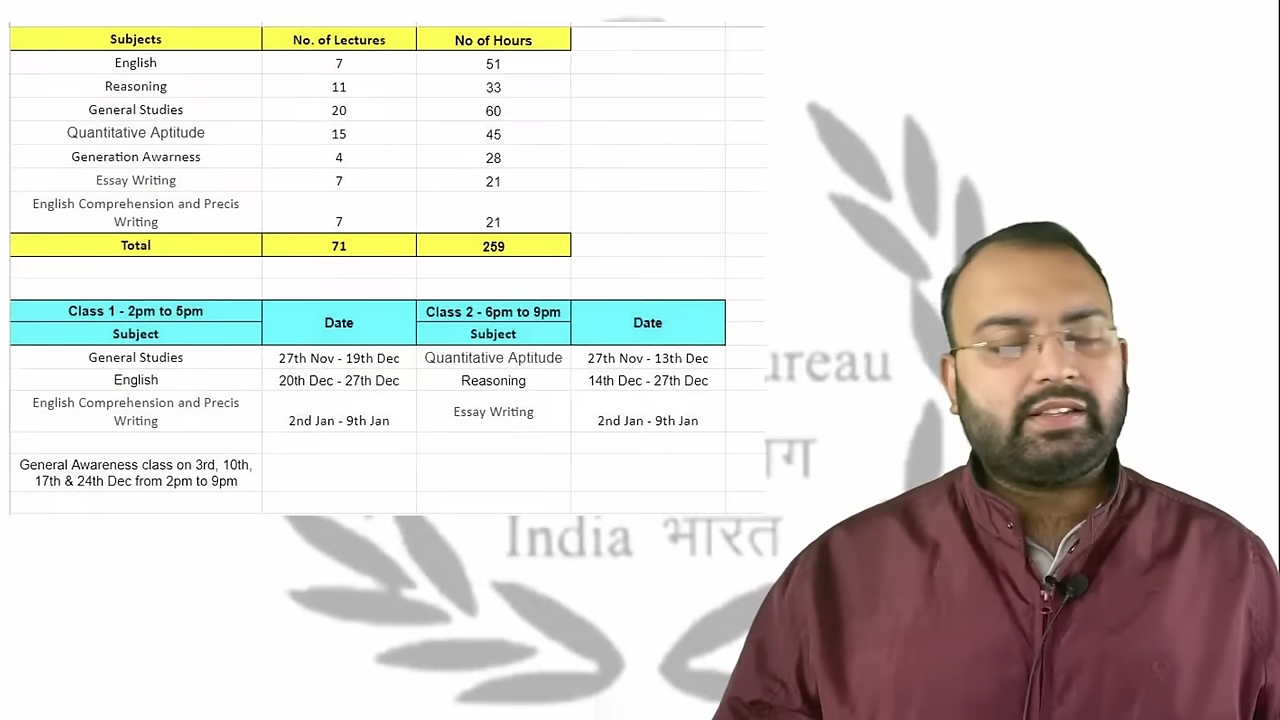 Subjects No. of Lectures No of Hours
English 7 51
Reasoning 11 33
General Studies 20 60
Quantitative Aptitude 15 45
Generation Awarness 4 28
Essay Writing 7 21
English Comprehension and Precis
Writing 7 21
Total 71 259
Class 1 - 2pm to 5pm Date Class 2 - 6pm to 9pm Date
Subject Subject
General Studies 27th Nov - 19th Dec Quantitative Aptitude 27th Nov - 13th Dec
English 20th Dec - 27th Dec Reasoning 14th Dec - 27th Dec
English Comprehension and Precis
Writing 2nd Jan - 9th Jan Essay Writing 2nd Jan - 9th Jan
General Awareness class on 3rd, 10th,
17th & 24th Dec from 2pm to 9pm
India भारत